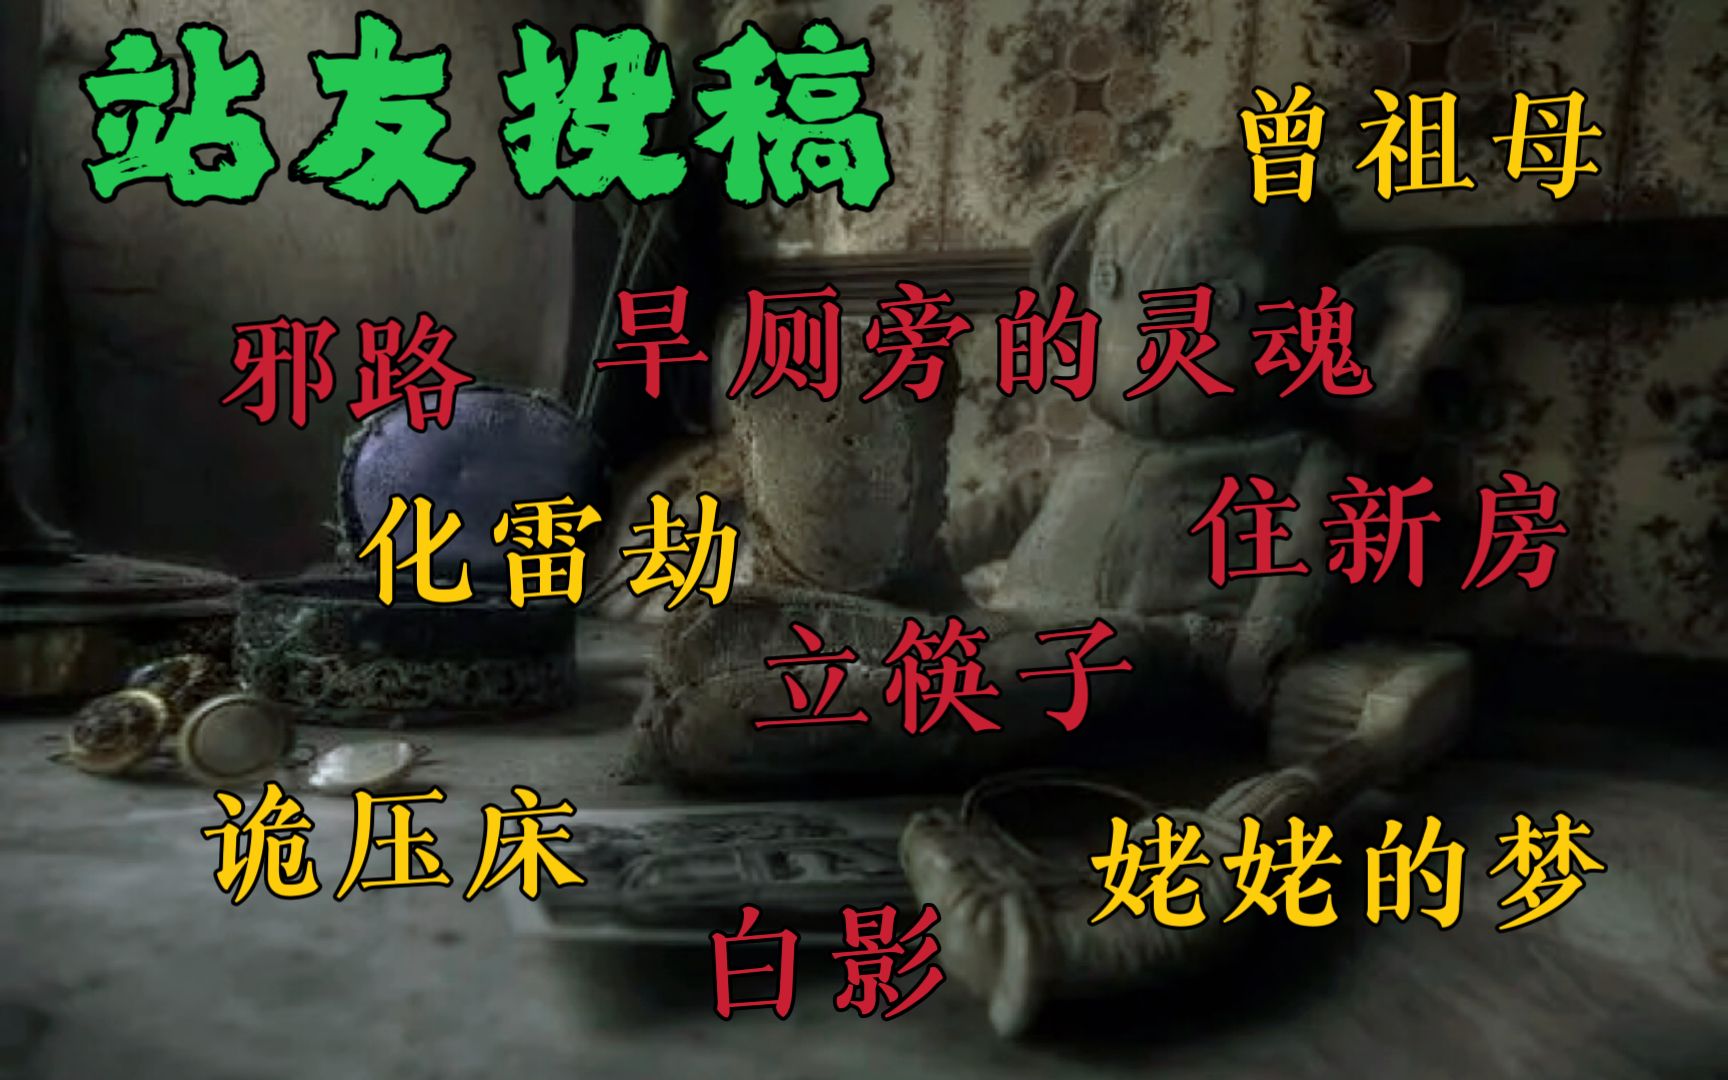 站友投稿
曾祖母
邪路
旱厕旁的灵魂
化雷劫
住新房
立筷子
诡压床
姥姥的梦
白影